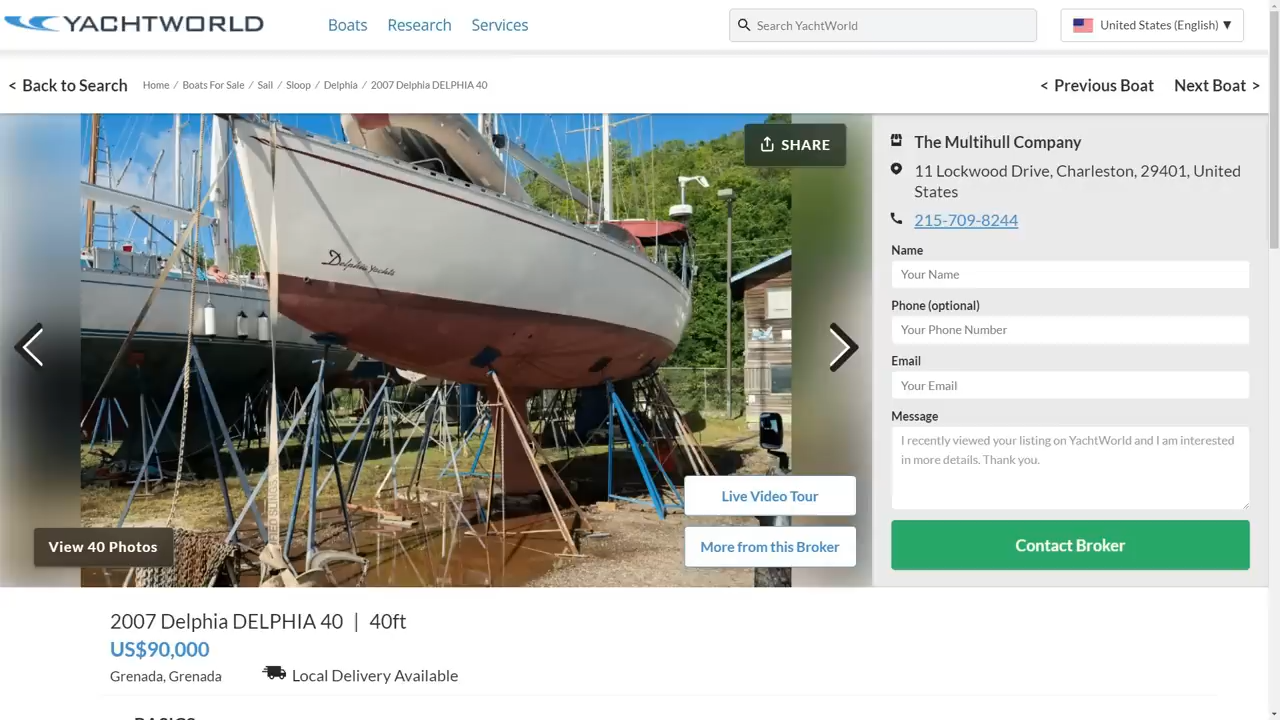 YACHTWORLD
Boats
Research
Services
Search YachtWorld
United States (English) ▼
< Back to Search
Home / Boats For Sale / Sail / Sloop / Delphia / 2007 Delphia DELPHIA 40
< Previous Boat
Next Boat >
SHARE
Delphia Yachts
View 40 Photos
Live Video Tour
More from this Broker
The Multihull Company
11 Lockwood Drive, Charleston, 29401, United
States
215-709-8244
Name
Your Name
Phone (optional)
Your Phone Number
Email
Your Email
Message
I recently viewed your listing on YachtWorld and I am interested
in more details. Thank you.
Contact Broker
2007 Delphia DELPHIA 40 | 40ft
US$90,000
Grenada, Grenada
Local Delivery Available
BASICS